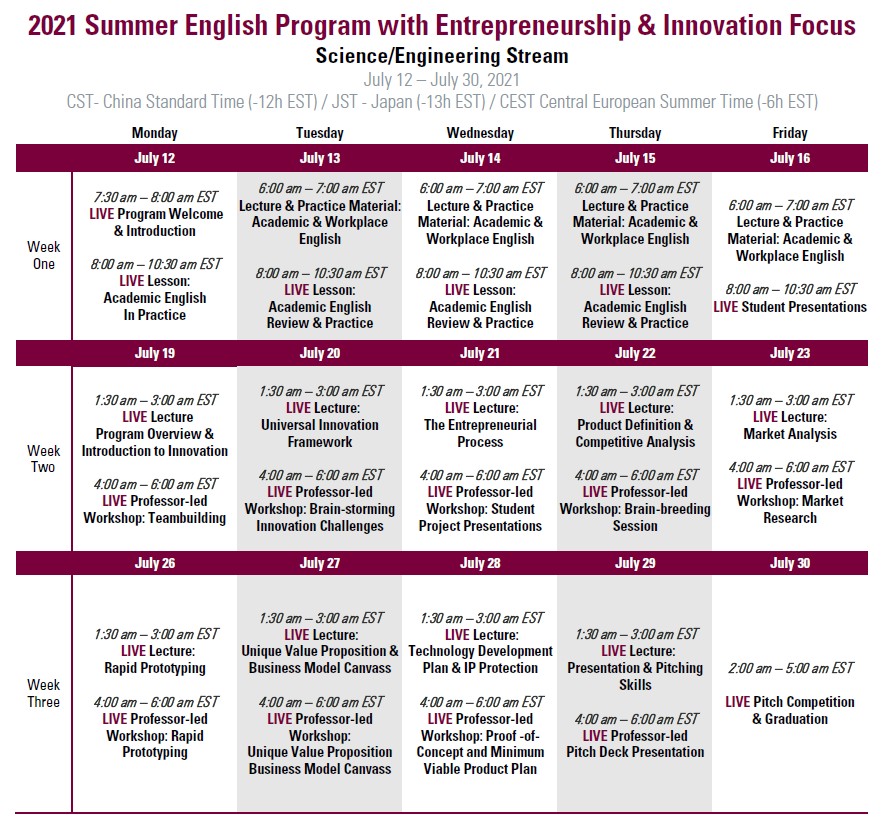 2021 Summer English Program with Entrepreneurship & Innovation Focus
Science/Engineering Stream
July 12 – July 30, 2021
CST- China Standard Time (-12h EST) / JST - Japan (-13h EST) / CEST Central European Summer Time (-6h EST)
Monday
Tuesday
Wednesday
Thursday
Friday
July 12
July 13
July 14
July 15
July 16
Week
One
7:30 am – 8:00 am EST
LIVE Program Welcome
& Introduction
8:00 am – 10:30 am EST
LIVE Lesson:
Academic English
In Practice
6:00 am – 7:00 am EST
Lecture & Practice Material:
Academic & Workplace
English
8:00 am – 10:30 am EST
LIVE Lesson:
Academic English
Review & Practice
6:00 am – 7:00 am EST
Lecture & Practice
Material: Academic &
Workplace English
8:00 am – 10:30 am EST
LIVE Lesson:
Academic English
Review & Practice
6:00 am – 7:00 am EST
Lecture & Practice
Material: Academic &
Workplace English
8:00 am – 10:30 am EST
LIVE Lesson:
Academic English
Review & Practice
6:00 am – 7:00 am EST
Lecture & Practice
Material: Academic &
Workplace English
8:00 am – 10:30 am EST
LIVE Student Presentations
July 19
July 20
July 21
July 22
July 23
Week
Two
1:30 am – 3:00 am EST
LIVE Lecture
Program Overview &
Introduction to Innovation
4:00 am – 6:00 am EST
LIVE Professor-led
Workshop: Teambuilding
1:30 am – 3:00 am EST
LIVE Lecture:
Universal Innovation
Framework
4:00 am – 6:00 am EST
LIVE Professor-led
Workshop: Brain-storming
Innovation Challenges
1:30 am – 3:00 am EST
LIVE Lecture:
The Entrepreneurial
Process
4:00 am – 6:00 am EST
LIVE Professor-led
Workshop: Student
Project Presentations
1:30 am – 3:00 am EST
LIVE Lecture:
Product Definition &
Competitive Analysis
4:00 am – 6:00 am EST
LIVE Professor-led
Workshop: Brain-breeding
Session
1:30 am – 3:00 am EST
LIVE Lecture:
Market Analysis
4:00 am – 6:00 am EST
LIVE Professor-led
Workshop: Market
Research
July 26
July 27
July 28
July 29
July 30
Week
Three
1:30 am – 3:00 am EST
LIVE Lecture:
Rapid Prototyping
4:00 am – 6:00 am EST
LIVE Professor-led
Workshop: Rapid
Prototyping
1:30 am – 3:00 am EST
LIVE Lecture:
Unique Value Proposition &
Business Model Canvass
4:00 am – 6:00 am EST
LIVE Professor-led
Workshop:
Unique Value Proposition
Business Model Canvass
1:30 am – 3:00 am EST
LIVE Lecture:
Technology Development
Plan & IP Protection
4:00 am – 6:00 am EST
LIVE Professor-led
Workshop: Proof -of-
Concept and Minimum
Viable Product Plan
1:30 am – 3:00 am EST
LIVE Lecture:
Presentation & Pitching
Skills
4:00 am – 6:00 am EST
LIVE Professor-led
Pitch Deck Presentation
2:00 am – 5:00 am EST
LIVE Pitch Competition
& Graduation